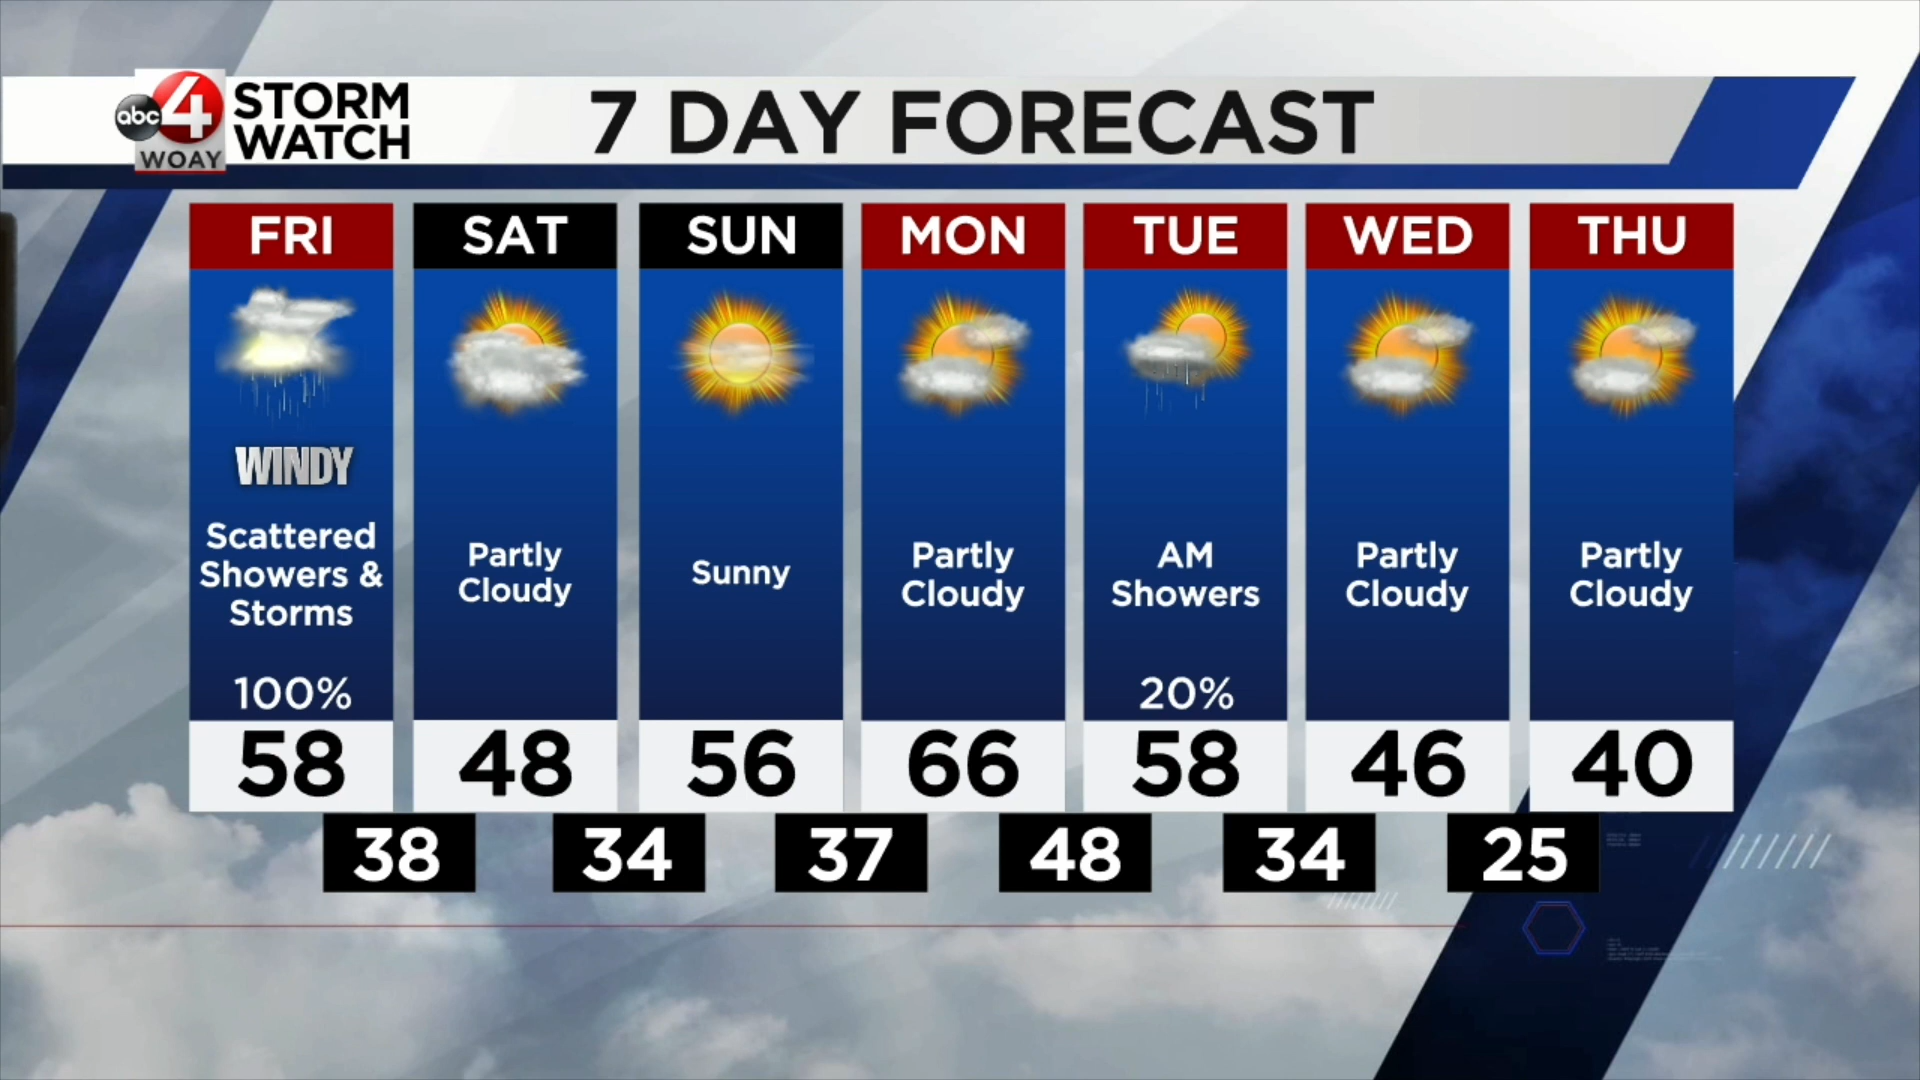 abc
4
WOAY
STORM
WATCH
7 DAY FORECAST
FRI
WINDY
Scattered
Showers &
Storms
100%
58
SAT
Partly
Cloudy
48
SUN
Sunny
56
MON
Partly
Cloudy
66
TUE
AM
Showers
20%
58
WED
Partly
Cloudy
46
THU
Partly
Cloudy
40
38
34
37
48
34
25